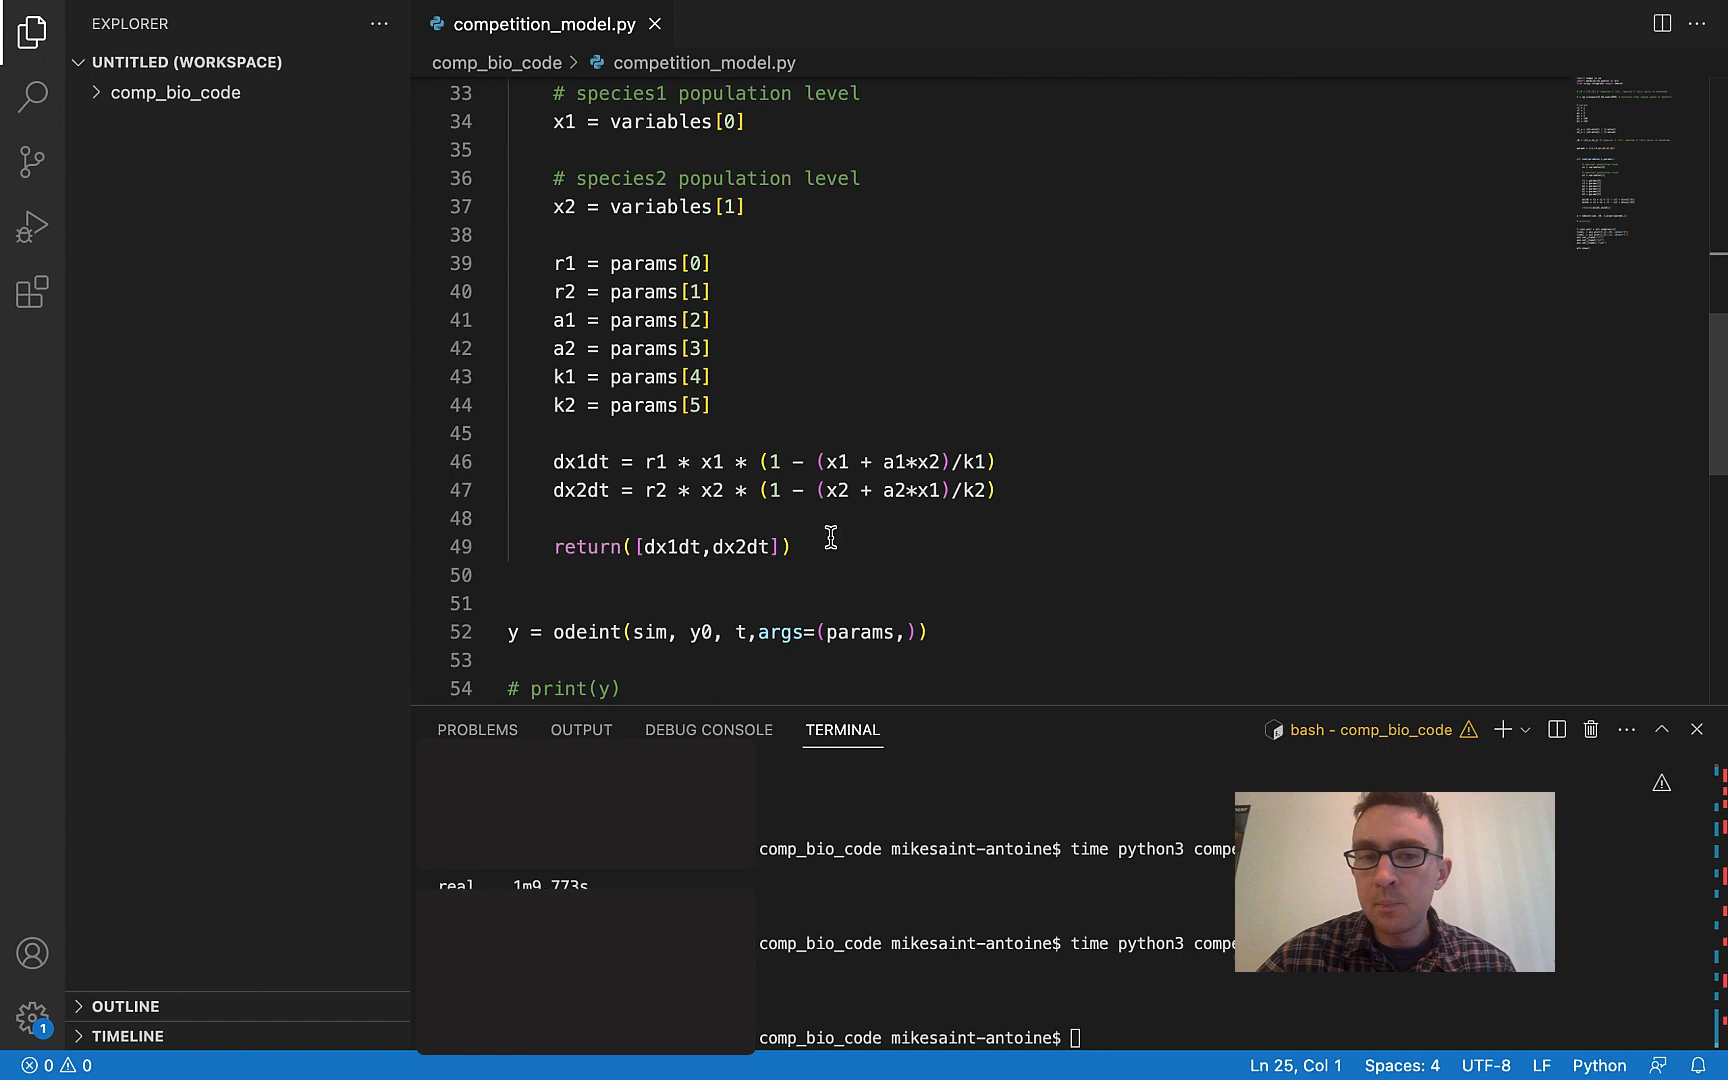 EXPLORER
UNTITLED (WORKSPACE)
comp_bio_code
competition_model.py
comp_bio_code > competition_model.py
33 # species1 population level
34 x1 = variables[0]
35
36 # species2 population level
37 x2 = variables[1]
38
39 r1 = params[0]
40 r2 = params[1]
41 a1 = params[2]
42 a2 = params[3]
43 k1 = params[4]
44 k2 = params[5]
45
46 dx1dt = r1 * x1 * (1 - (x1 + a1*x2)/k1)
47 dx2dt = r2 * x2 * (1 - (x2 + a2*x1)/k2)
48
49 return([dx1dt,dx2dt])
50
51
52 y = odeint(sim, y0, t,args=(params,))
53
54 # print(y)
PROBLEMS OUTPUT DEBUG CONSOLE TERMINAL
bash - comp_bio_code
comp_bio_code mikesaint-antoine$ time python3 compe
real 1m9.773s
comp_bio_code mikesaint-antoine$ time python3 compe
comp_bio_code mikesaint-antoine$
OUTLINE
TIMELINE
1
0 0
Ln 25, Col 1 Spaces: 4 UTF-8 LF Python